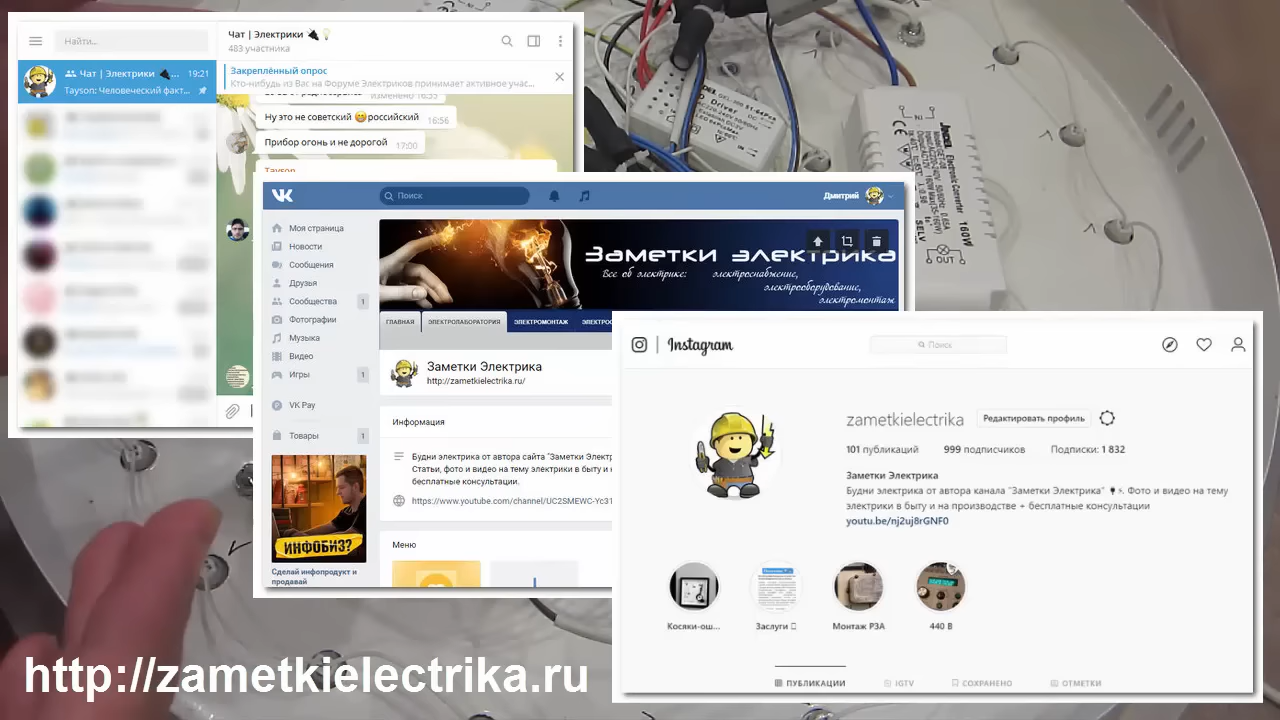 Найти...
Чат | Электрики
483 участника
Чат | Электрики
19:21
Tayson: Человеческий факт...
Закреплённый опрос
Кто-нибудь из Вас на Форуме Электриков принимает активное учас...
изменено 16:55
Ну это не советский 😋российский
16:56
Прибор огонь и не дорогой
17:00
Tayson
Поиск
Дмитрий
Моя страница
Новости
Сообщения
Друзья
Сообщества
1
Фотографии
Музыка
Видео
Игры
1
VK Pay
Товары
1
ИНФОБИЗ?
Сделай инфопродукт и
продавай
Заметки электрика
Все об электрике: электроснабжение,
электрооборудование,
электромонтаж
ГЛАВНАЯ
ЭЛЕКТРОЛАБОРАТОРИЯ
ЭЛЕКТРОМОНТАЖ
Заметки Электрика
http://zametkielectrika.ru/
Информация
Будни электрика от автора сайта "Заметки Электр
Статьи, фото и видео на тему электрики в быту и н
бесплатные консультации.
https://www.youtube.com/channel/UC2SMEWC-Yc31
Меню
Instagram
Поиск
zametkielectrika
Редактировать профиль
101 публикаций
999 подписчиков
Подписки: 1 832
Заметки Электрика
Будни электрика от автора канала "Заметки Электрика" Фото и видео на тему
электрики в быту и на производстве + бесплатные консультации
youtu.be/nj2uj8rGNF0
Косяки-ош...
Заслуги
Монтаж РЗА
440 В
ПУБЛИКАЦИИ
IGTV
СОХРАНЕНО
ОТМЕТКИ
Driver
Electronic Converter
160W
SELV
OUT
http://zametkielectrika.ru